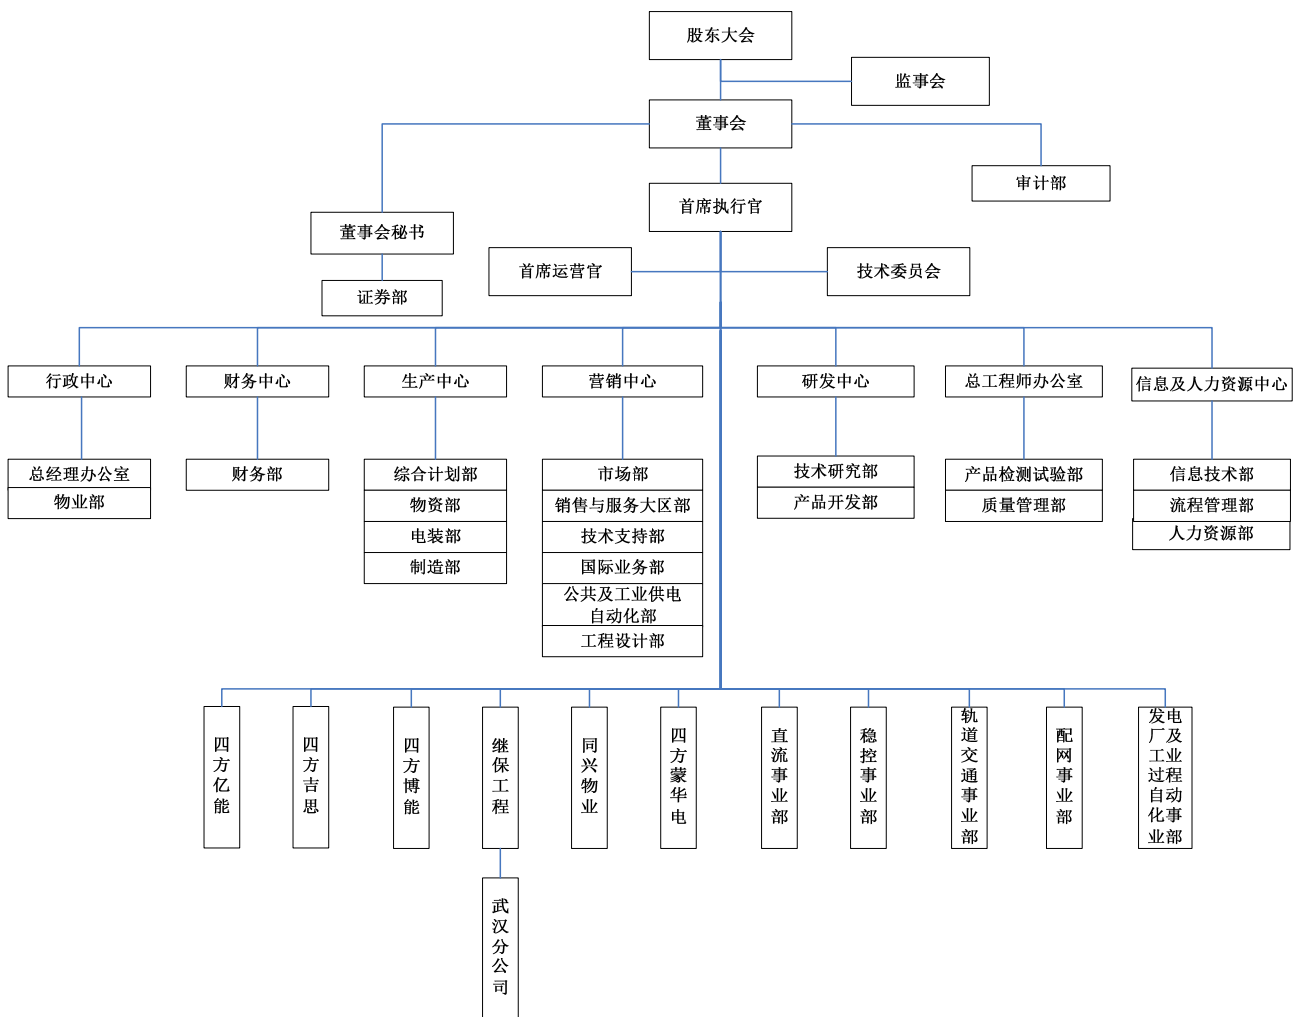 股东大会
监事会
董事会
审计部
首席执行官
董事会秘书
首席运营官
技术委员会
证券部
行政中心
财务中心
生产中心
营销中心
研发中心
总工程师办公室
信息及人力资源中心
总经理办公室
物业部
财务部
综合计划部
物资部
电装部
制造部
市场部
销售与服务大区部
技术支持部
国际业务部
公共及工业供电
自动化部
工程设计部
技术研究部
产品开发部
产品检测试验部
质量管理部
信息技术部
流程管理部
人力资源部
四方亿能
四方吉思
四方博能
继保工程
同兴物业
四方蒙华电
直流事业部
稳控事业部
轨道交通事业部
配网事业部
发电
厂及
工业
过程
自动
化事
业部
武汉分公司